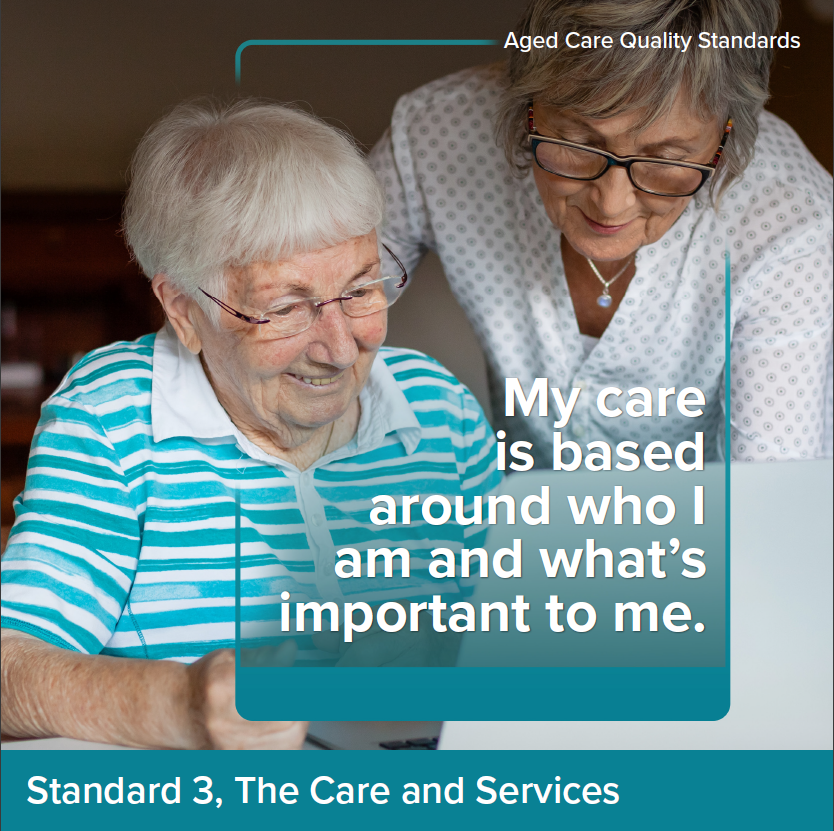 Aged Care Quality Standards
My care
is based
around who I
am and what’s
important to me.
Standard 3, The Care and Services